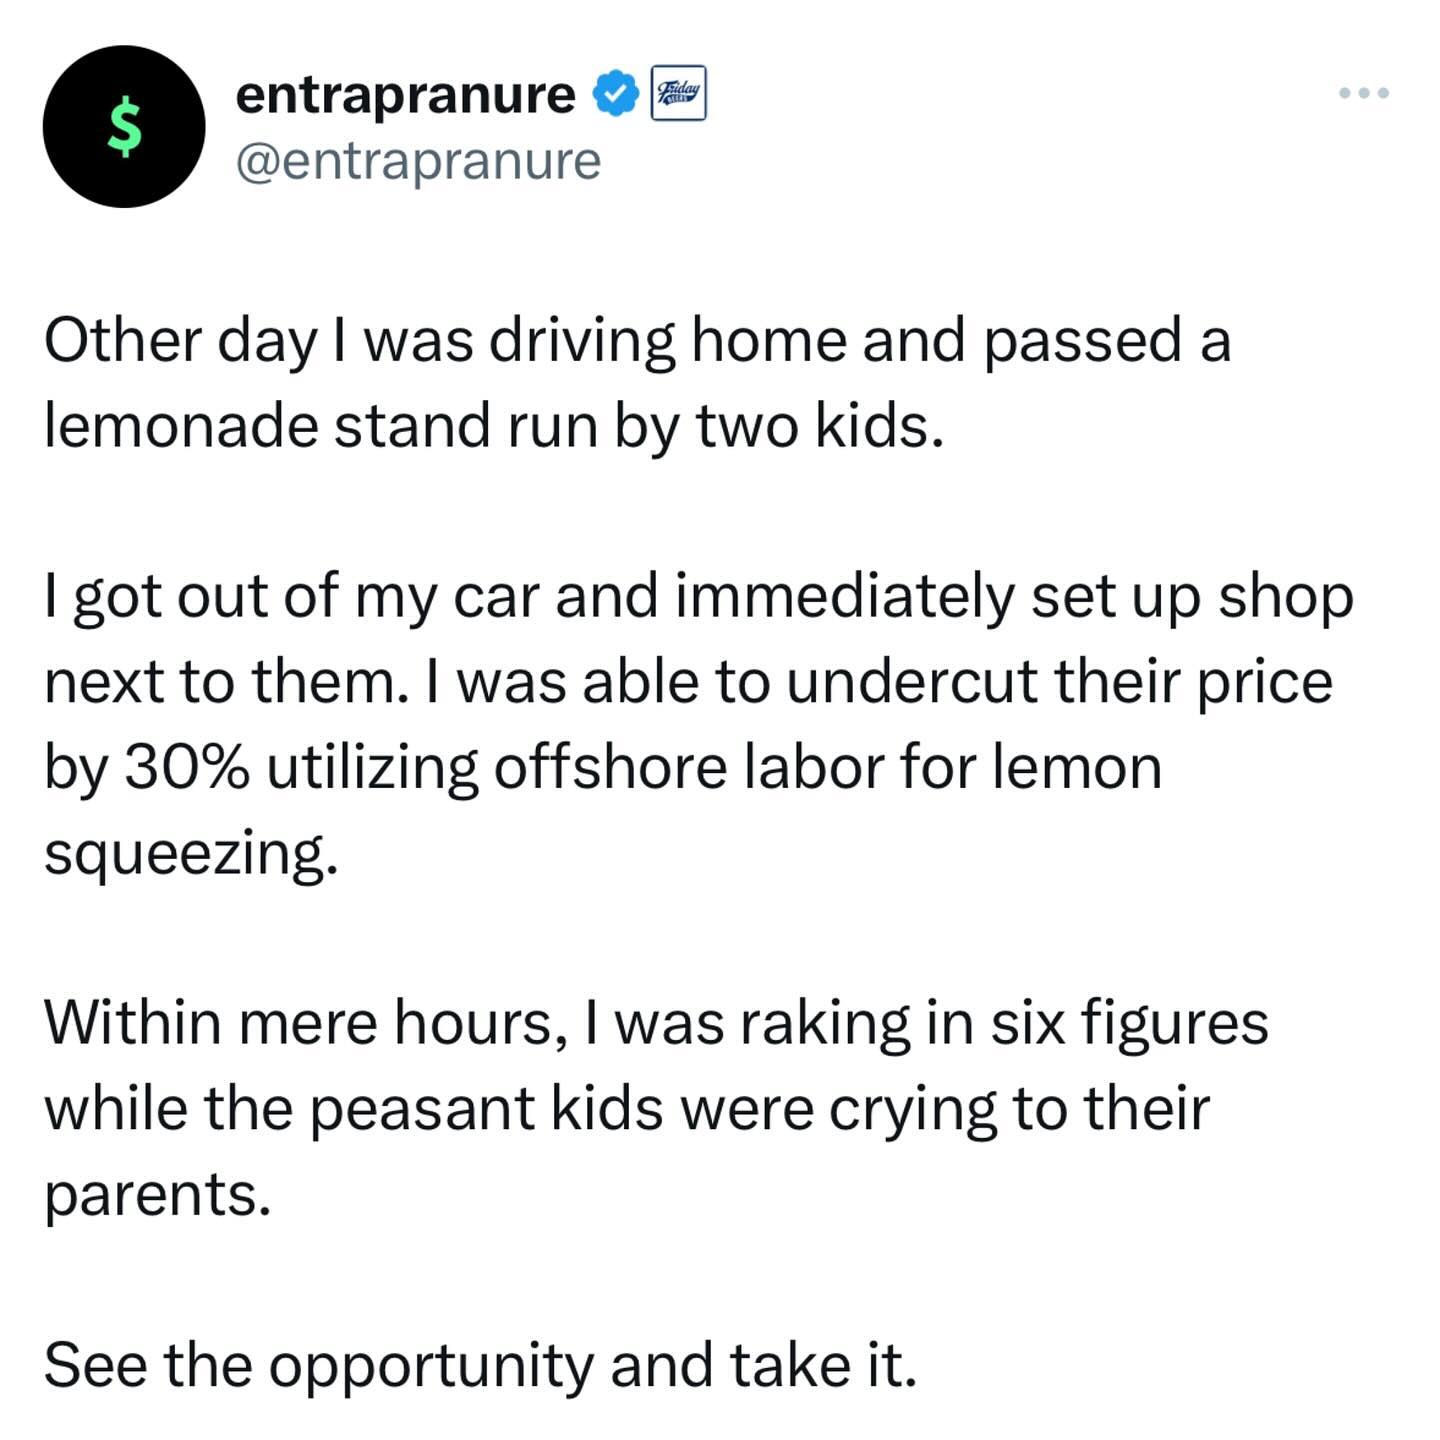 entrapranure
Friday
BEERS
@entrapranure
Other day I was driving home and passed a
lemonade stand run by two kids.
I got out of my car and immediately set up shop
next to them. I was able to undercut their price
by 30% utilizing offshore labor for lemon
squeezing.
Within mere hours, I was raking in six figures
while the peasant kids were crying to their
parents.
See the opportunity and take it.